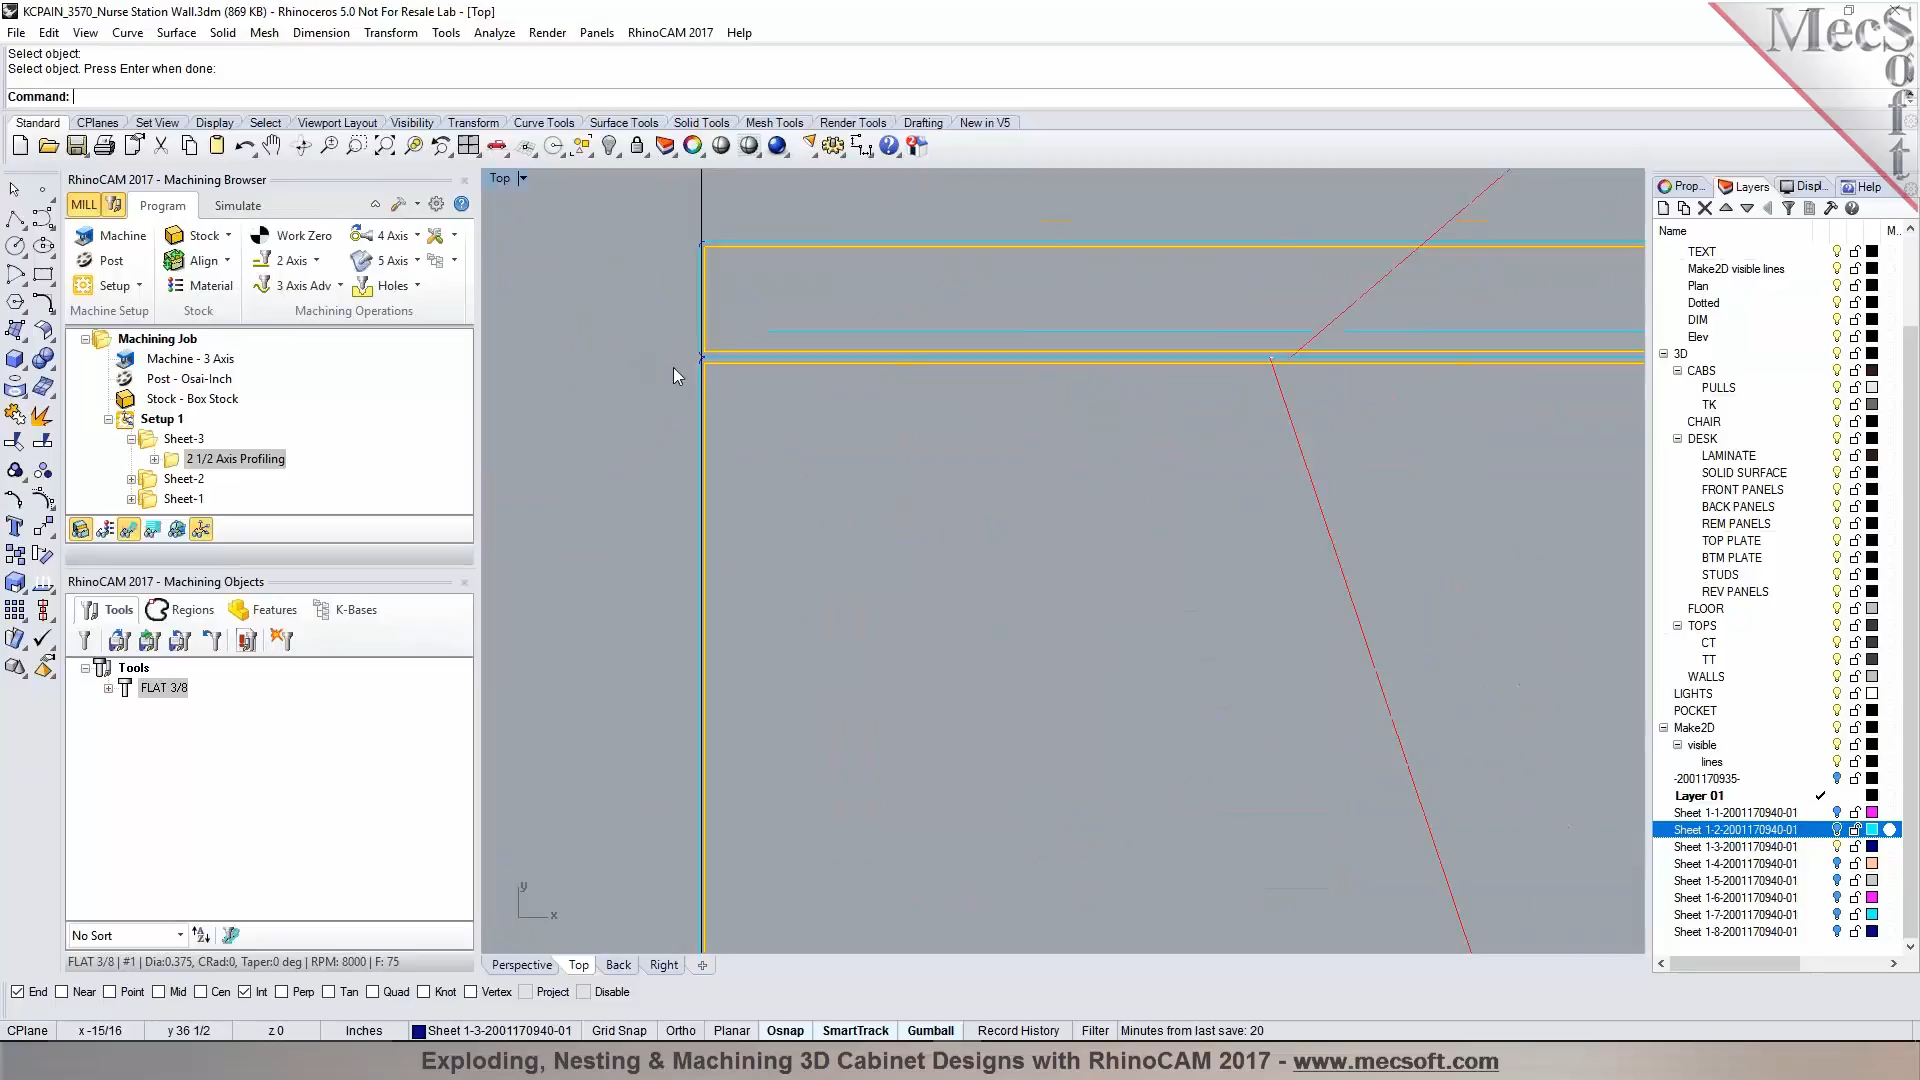 KCPAIN_3570_Nurse Station Wall.3dm (869 KB) - Rhinoceros 5.0 Not For Resale Lab - [Top]
File Edit View Curve Surface Solid Mesh Dimension Transform Tools Analyze Render Panels RhinoCAM 2017 Help
MecSoft
Select object:
Select object. Press Enter when done:
Command:
Standard CPlanes Set View Display Select Viewport Layout Visibility Transform Curve Tools Surface Tools Solid Tools Mesh Tools Render Tools Drafting New in V5
RhinoCAM 2017 - Machining Browser
MILL Program Simulate
Machine Stock Work Zero 4 Axis
Post Align 2 Axis 5 Axis
Setup Material 3 Axis Adv Holes
Machine Setup Stock Machining Operations
Machining Job
Machine - 3 Axis
Post - Osai-Inch
Stock - Box Stock
Setup 1
Sheet-3
2 1/2 Axis Profiling
Sheet-2
Sheet-1
RhinoCAM 2017 - Machining Objects
Tools Regions Features K-Bases
Tools
FLAT 3/8
No Sort
FLAT 3/8 | #1 | Dia:0.375, CRad:0, Taper:0 deg | RPM: 8000 | F: 75
Top
y
x
Perspective Top Back Right
Prop... Layers Displ... Help
Name M..
TEXT
Make2D visible lines
Plan
Dotted
DIM
Elev
3D
CABS
PULLS
TK
CHAIR
DESK
LAMINATE
SOLID SURFACE
FRONT PANELS
BACK PANELS
REM PANELS
TOP PLATE
BTM PLATE
STUDS
REV PANELS
FLOOR
TOPS
CT
TT
WALLS
LIGHTS
POCKET
Make2D
visible
lines
-2001170935-
Layer 01
Sheet 1-1-2001170940-01
Sheet 1-2-2001170940-01
Sheet 1-3-2001170940-01
Sheet 1-4-2001170940-01
Sheet 1-5-2001170940-01
Sheet 1-6-2001170940-01
Sheet 1-7-2001170940-01
Sheet 1-8-2001170940-01
End Near Point Mid Cen Int Perp Tan Quad Knot Vertex Project Disable
CPlane x -15/16 y 36 1/2 z 0 Inches Sheet 1-3-2001170940-01 Grid Snap Ortho Planar Osnap SmartTrack Gumball Record History Filter Minutes from last save: 20
Exploding, Nesting & Machining 3D Cabinet Designs with RhinoCAM 2017 - www.mecsoft.com